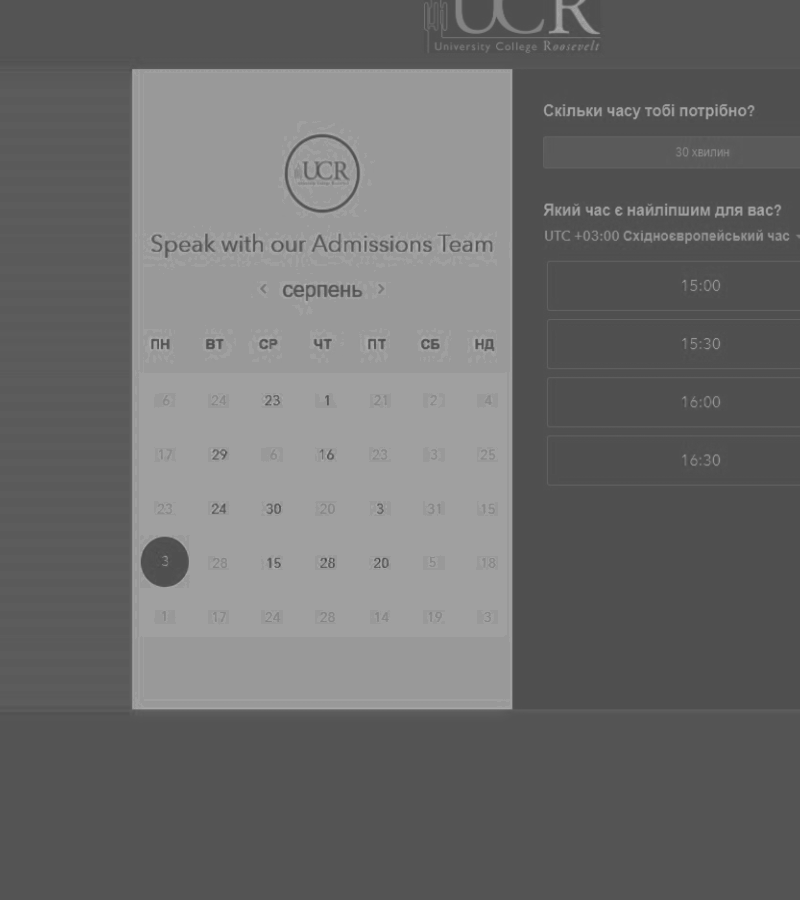 UCR
University College Roosevelt
UCR
Speak with our Admissions Team
‹ серпень ›
ПН ВТ СР ЧТ ПТ СБ НД
6 24 23 1 21 2 4
17 29 6 16 23 3 25
23 24 30 20 3 31 15
3 28 15 28 20 5 18
1 17 24 28 14 19 3
Скільки часу тобі потрібно?
30 хвилин
Який час є найліпшим для вас?
UTC +03:00 Східноєвропейський час
15:00
15:30
16:00
16:30